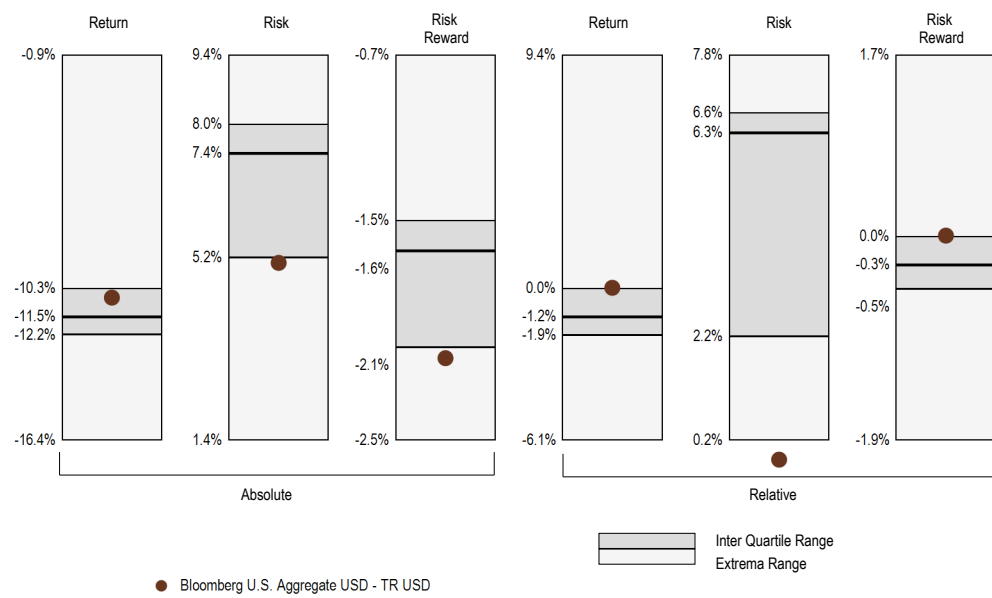 Return
Risk
Risk
Reward
Return
Risk
Risk
Reward
-0.9%
-10.3%
-11.5%
-12.2%
-16.4%
9.4%
8.0%
7.4%
5.2%
1.4%
-0.7%
-1.5%
-1.6%
-2.1%
-2.5%
9.4%
0.0%
-1.2%
-1.9%
-6.1%
7.8%
6.6%
6.3%
2.2%
0.2%
1.7%
0.0%
-0.3%
-0.5%
-1.9%
Absolute
Relative
Inter Quartile Range
Extrema Range
Bloomberg U.S. Aggregate USD - TR USD